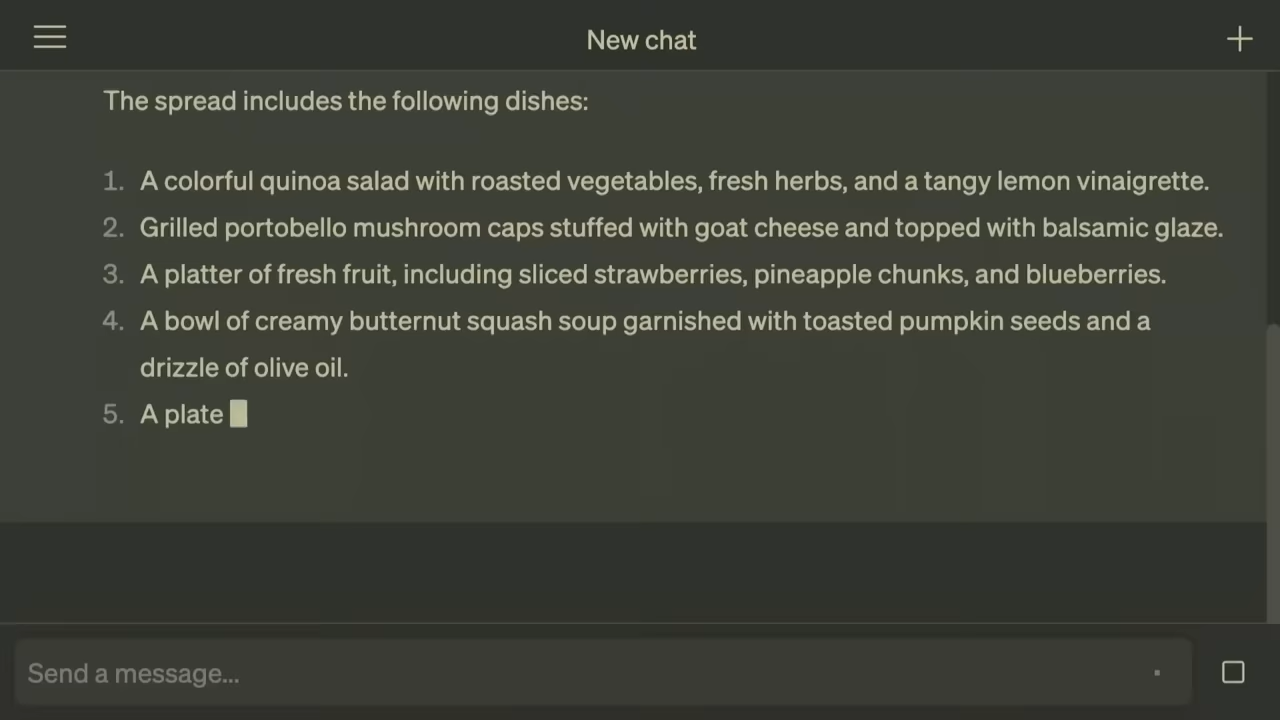 New chat
The spread includes the following dishes:
1. A colorful quinoa salad with roasted vegetables, fresh herbs, and a tangy lemon vinaigrette.
2. Grilled portobello mushroom caps stuffed with goat cheese and topped with balsamic glaze.
3. A platter of fresh fruit, including sliced strawberries, pineapple chunks, and blueberries.
4. A bowl of creamy butternut squash soup garnished with toasted pumpkin seeds and a
drizzle of olive oil.
5. A plate
Send a message...